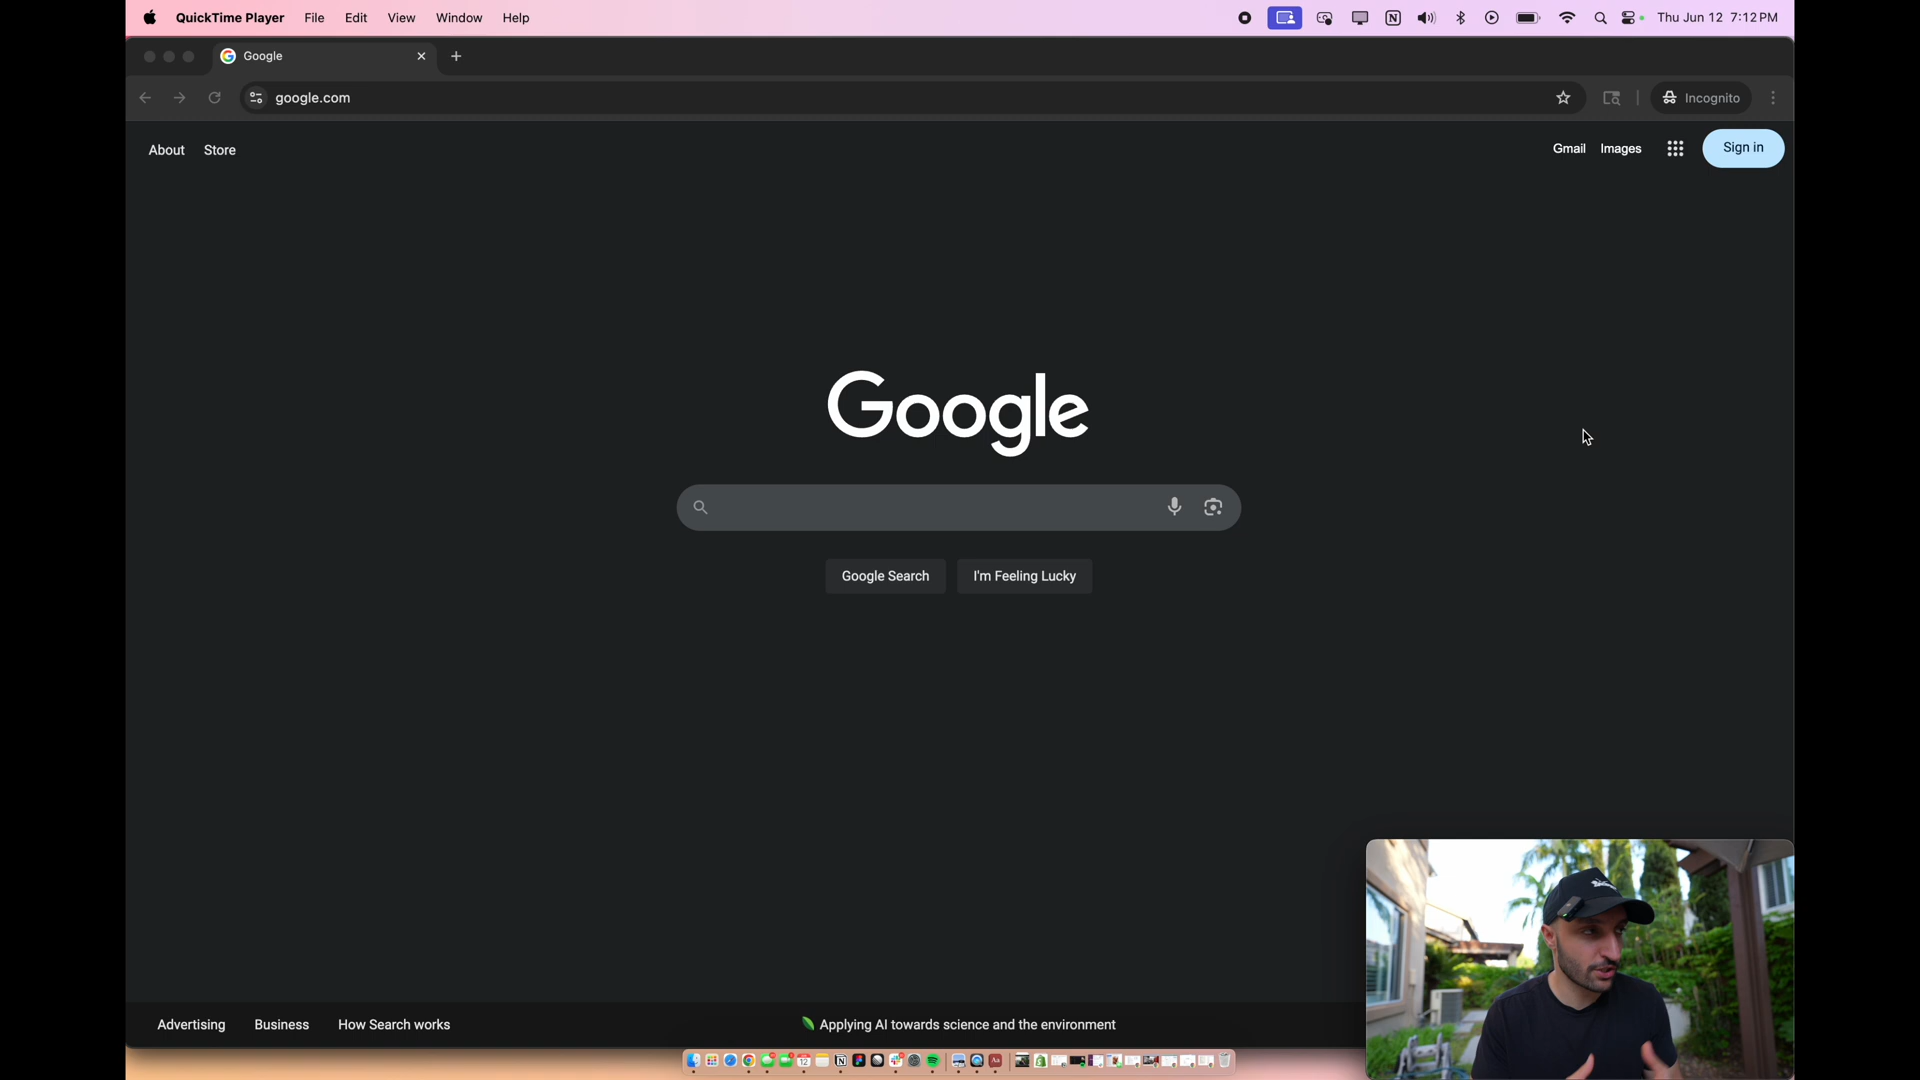 QuickTime Player File Edit View Window Help Thu Jun 12 7:12 PM
Google
google.com Incognito
About Store Gmail Images Sign in
Google
Google Search I'm Feeling Lucky
Advertising Business How Search works Applying AI towards science and the environment